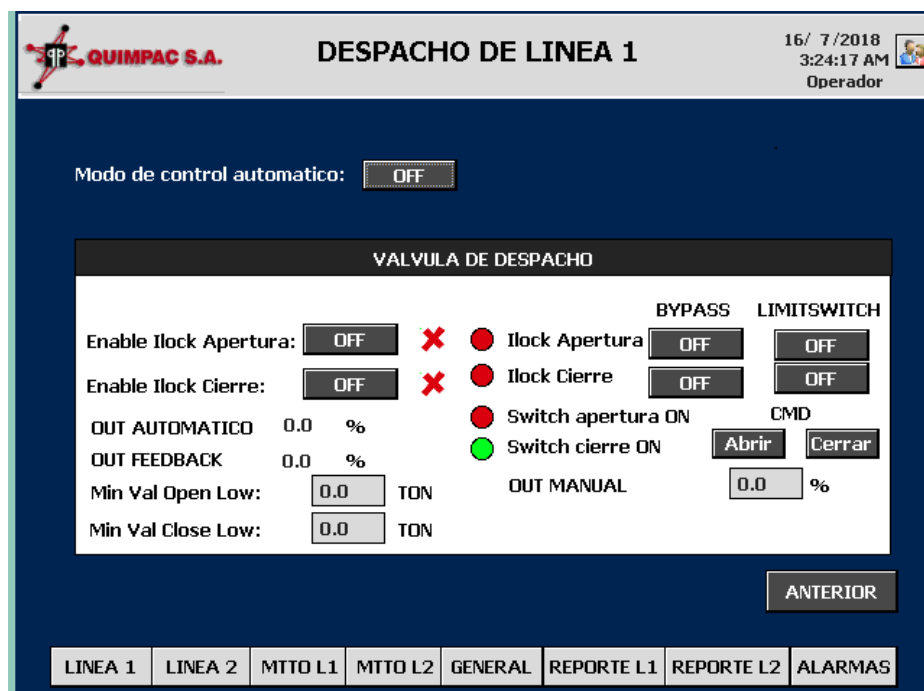 QUIMPAC S.A.
DESPACHO DE LINEA 1
16/ 7/2018
3:24:17 AM
Operador
Modo de control automatico: OFF
VALVULA DE DESPACHO
BYPASS LIMITSWITCH
Enable Ilock Apertura: OFF Ilock Apertura OFF OFF
Enable Ilock Cierre: OFF Ilock Cierre OFF OFF
Switch apertura ON CMD
OUT AUTOMATICO 0.0 %
Switch cierre ON Abrir Cerrar
OUT FEEDBACK 0.0 %
Min Val Open Low: 0.0 TON OUT MANUAL 0.0 %
Min Val Close Low: 0.0 TON
ANTERIOR
LINEA 1 LINEA 2 MTTO L1 MTTO L2 GENERAL REPORTE L1 REPORTE L2 ALARMAS